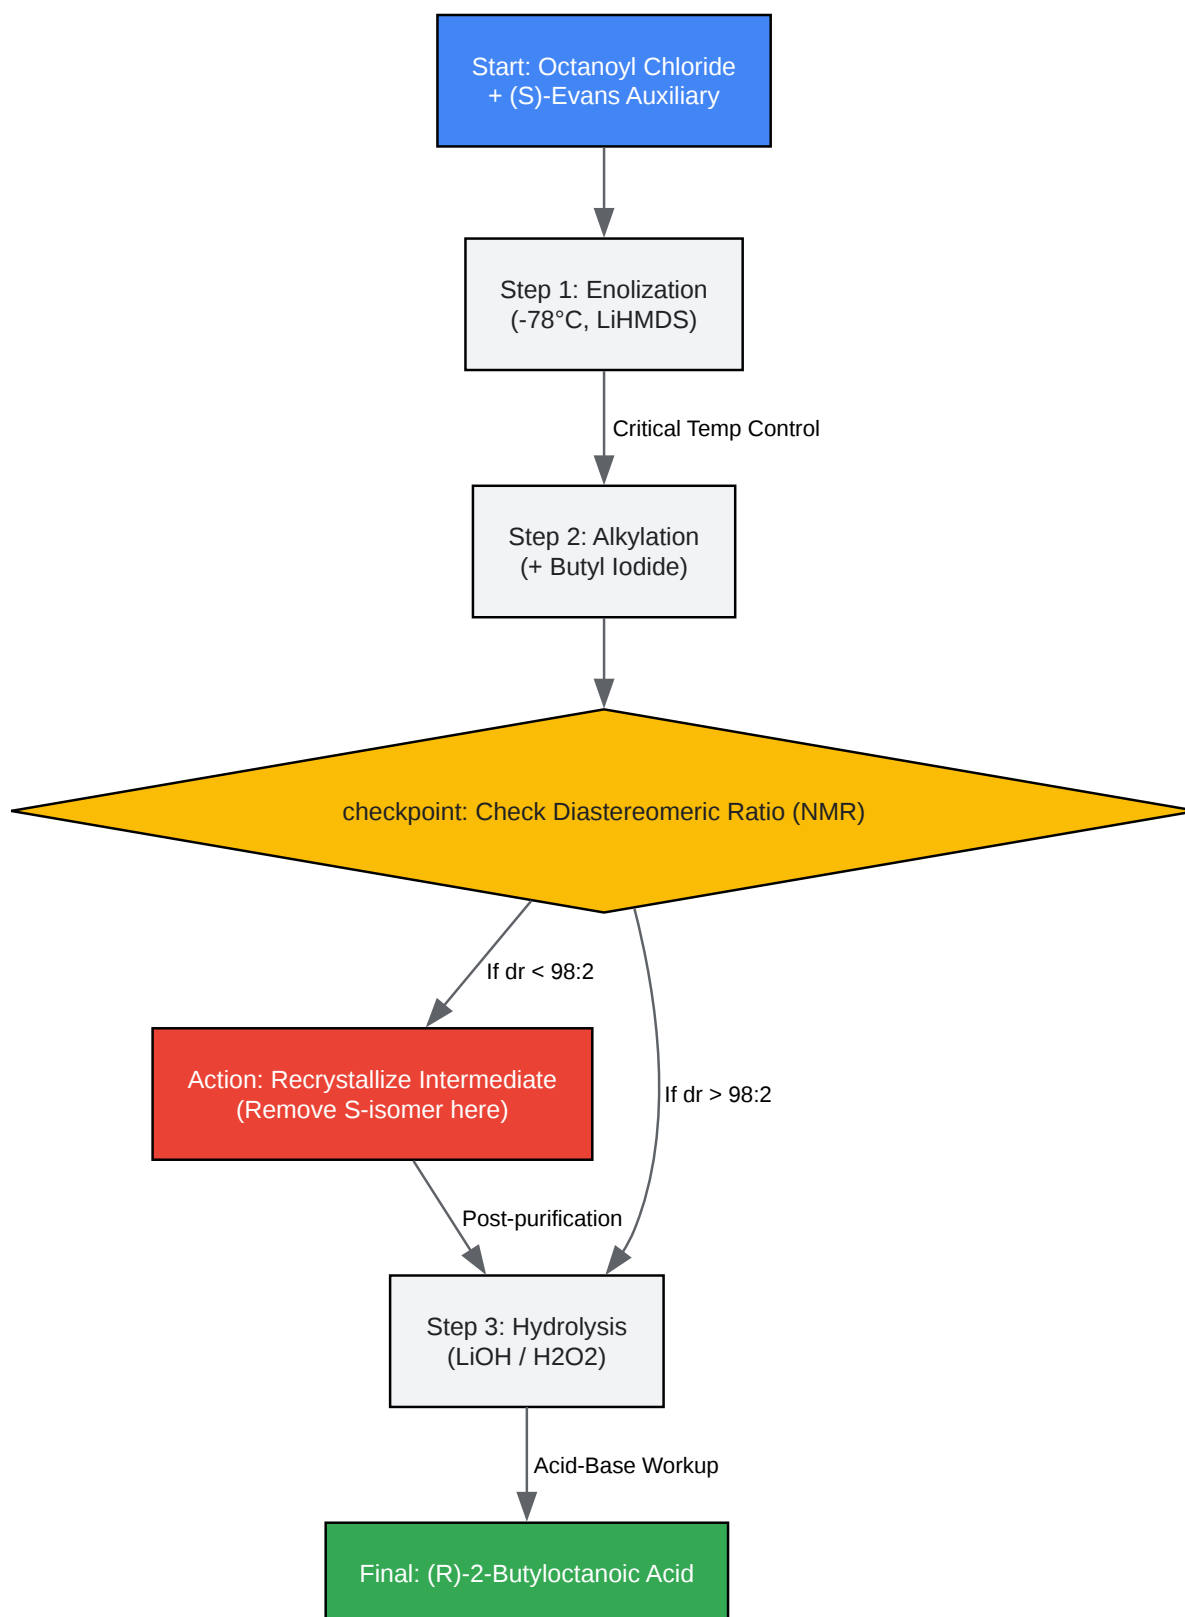 Start: Octanoyl Chloride
+ (S)-Evans Auxiliary
Step 1: Enolization
(-78°C, LiHMDS)
Critical Temp Control
Step 2: Alkylation
(+ Butyl Iodide)
checkpoint: Check Diastereomeric Ratio (NMR)
If dr < 98:2
Action: Recrystallize Intermediate
(Remove S-isomer here)
If dr > 98:2
Post-purification
Step 3: Hydrolysis
(LiOH / H2O2)
Acid-Base Workup
Final: (R)-2-Butyloctanoic Acid